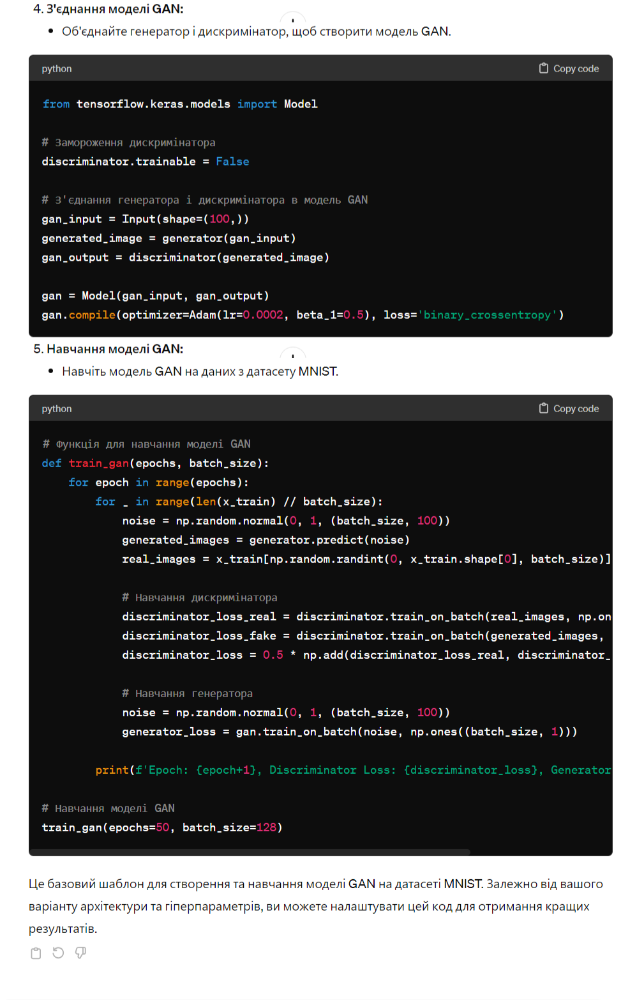 4. З'єднання моделі GAN:
• Об'єднайте генератор і дискримінатор, щоб створити модель GAN.
python Copy code
from tensorflow.keras.models import Model
# Замороження дискримінатора
discriminator.trainable = False
# З'єднання генератора і дискримінатора в модель GAN
gan_input = Input(shape=(100,))
generated_image = generator(gan_input)
gan_output = discriminator(generated_image)
gan = Model(gan_input, gan_output)
gan.compile(optimizer=Adam(lr=0.0002, beta_1=0.5), loss='binary_crossentropy')
5. Навчання моделі GAN:
• Навчіть модель GAN на даних з датасету MNIST.
python Copy code
# Функція для навчання моделі GAN
def train_gan(epochs, batch_size):
    for epoch in range(epochs):
        for _ in range(len(x_train) // batch_size):
            noise = np.random.normal(0, 1, (batch_size, 100))
            generated_images = generator.predict(noise)
            real_images = x_train[np.random.randint(0, x_train.shape[0], batch_size)]
            # Навчання дискримінатора
            discriminator_loss_real = discriminator.train_on_batch(real_images, np.on
            discriminator_loss_fake = discriminator.train_on_batch(generated_images,
            discriminator_loss = 0.5 * np.add(discriminator_loss_real, discriminator_
            # Навчання генератора
            noise = np.random.normal(0, 1, (batch_size, 100))
            generator_loss = gan.train_on_batch(noise, np.ones((batch_size, 1)))
        print(f'Epoch: {epoch+1}, Discriminator Loss: {discriminator_loss}, Generator
# Навчання моделі GAN
train_gan(epochs=50, batch_size=128)
Це базовий шаблон для створення та навчання моделі GAN на датасеті MNIST. Залежно від вашого
варіанту архітектури та гіперпараметрів, ви можете налаштувати цей код для отримання кращих
результатів.